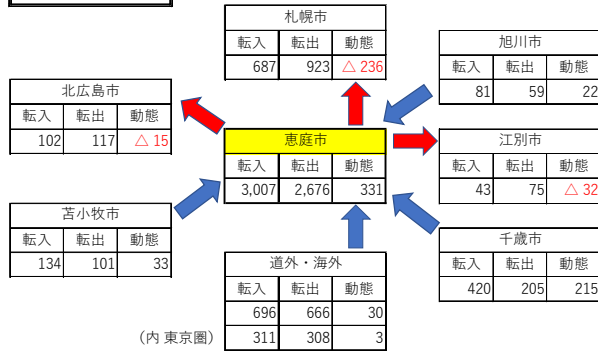 札幌市
転入 転出 動態
687 923 △ 236
旭川市
転入 転出 動態
81 59 22
北広島市
転入 転出 動態
102 117 △ 15
恵庭市
転入 転出 動態
3,007 2,676 331
江別市
転入 転出 動態
43 75 △ 32
苫小牧市
転入 転出 動態
134 101 33
千歳市
転入 転出 動態
420 205 215
道外・海外
転入 転出 動態
696 666 30
(内 東京圏) 311 308 3